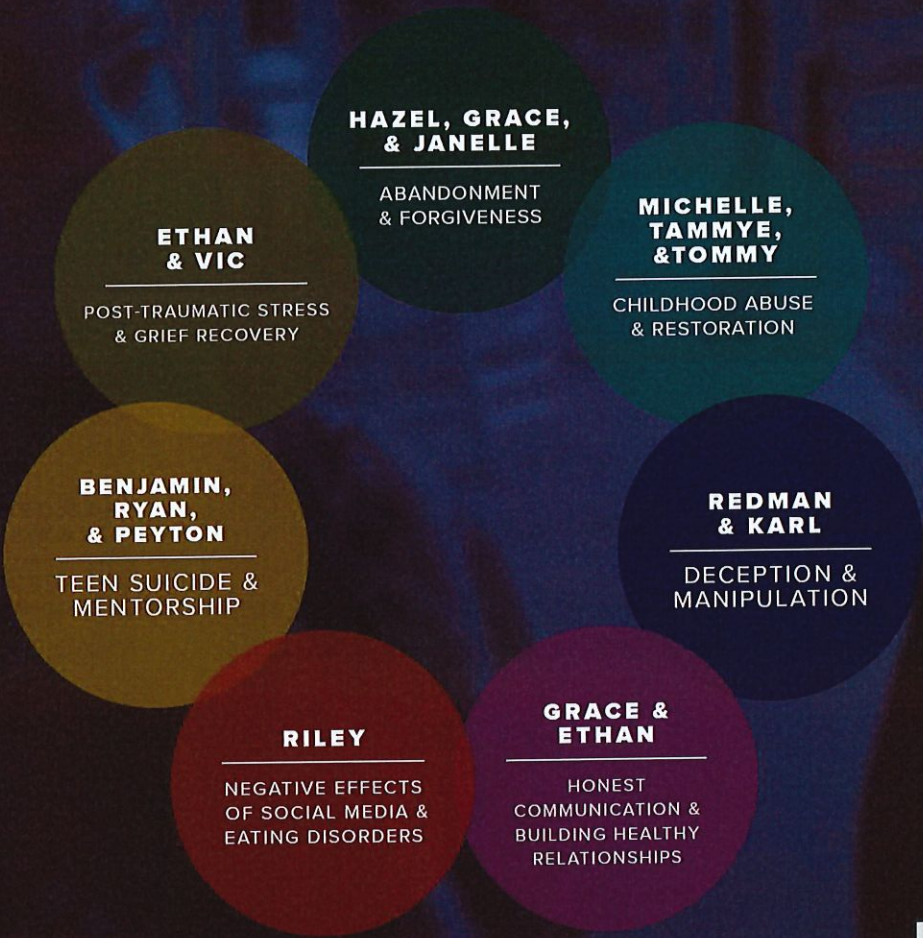 HAZEL, GRACE,
& JANELLE
ABANDONMENT
& FORGIVENESS
MICHELLE,
TAMMYE,
&TOMMY
CHILDHOOD ABUSE
& RESTORATION
REDMAN
& KARL
DECEPTION &
MANIPULATION
GRACE &
ETHAN
HONEST
COMMUNICATION &
BUILDING HEALTHY
RELATIONSHIPS
RILEY
NEGATIVE EFFECTS
OF SOCIAL MEDIA &
EATING DISORDERS
BENJAMIN,
RYAN,
& PEYTON
TEEN SUICIDE &
MENTORSHIP
ETHAN
& VIC
POST-TRAUMATIC STRESS
& GRIEF RECOVERY